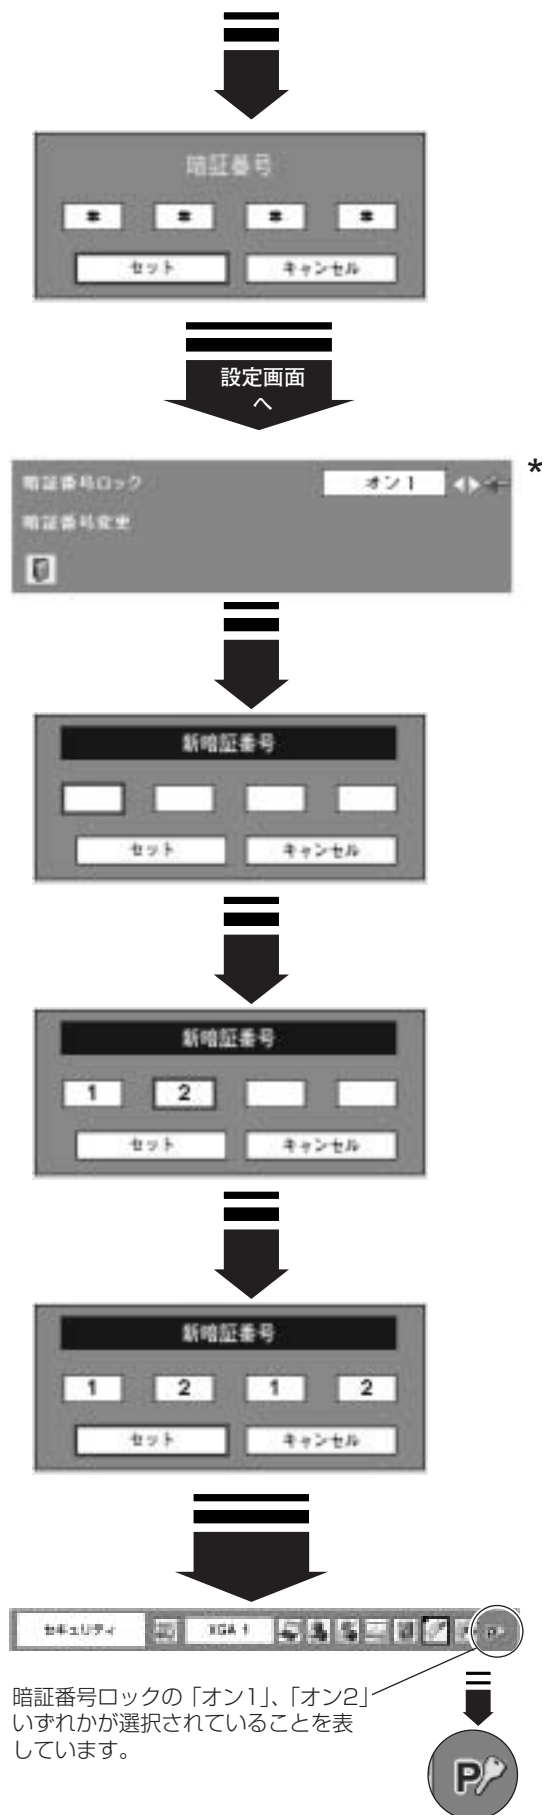 暗証番号
* * * *
セット キャンセル
設定画面
へ
*
暗証番号ロック オン1
暗証番号変更
新暗証番号
セット キャンセル
新暗証番号
1 2
セット キャンセル
新暗証番号
1 2 1 2
セット キャンセル
セキュリティ XGA 1
暗証番号ロックの「オン1」、「オン2」
いずれかが選択されていることを表
しています。
P